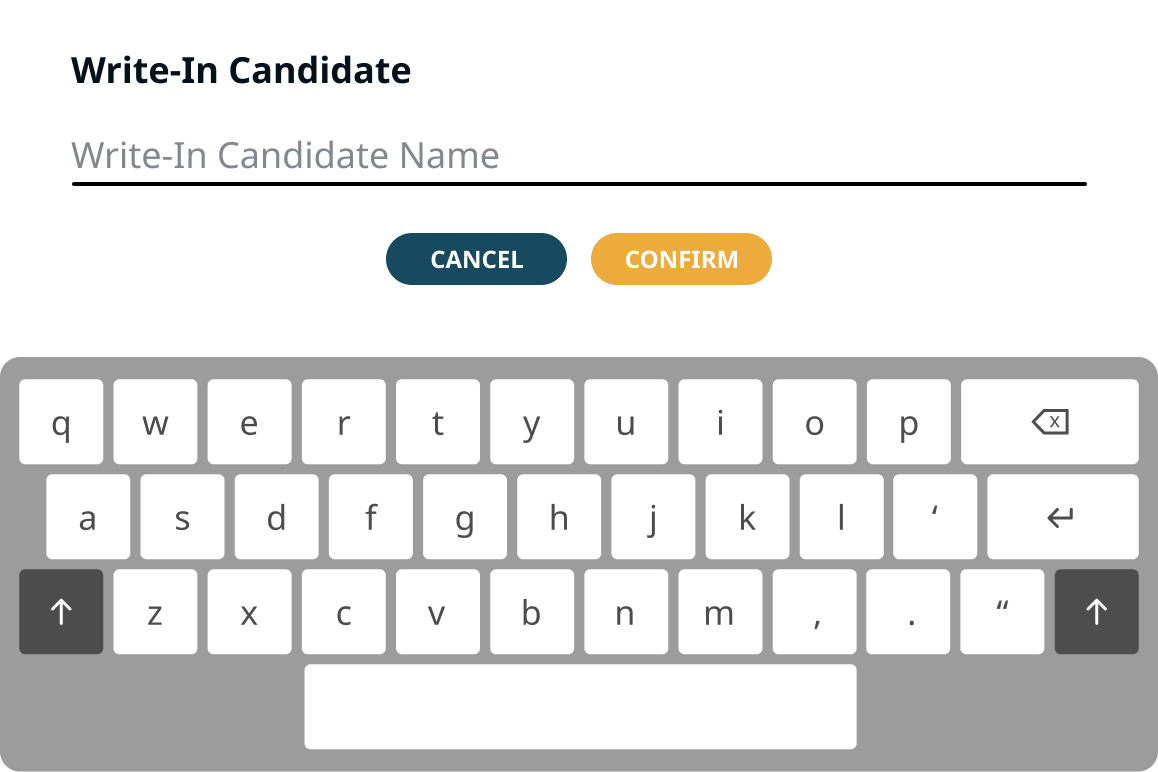 Write-In Candidate
Write-In Candidate Name
CANCEL CONFIRM
q w e r t y u i o p x
a s d f g h j k l ‘
z x c v b n m , . “